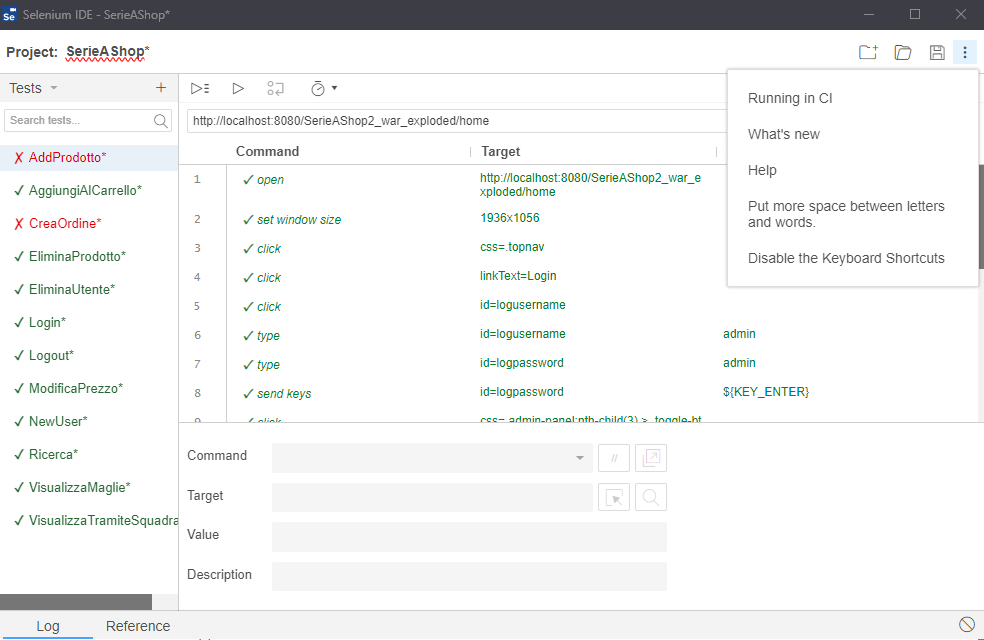 Se Selenium IDE - SerieAShop*
Project: SerieAShop*
Tests
Search tests...
AddProdotto*
AggiungiAlCarrello*
CreaOrdine*
EliminaProdotto*
EliminaUtente*
Login*
Logout*
ModificaPrezzo*
NewUser*
Ricerca*
VisualizzaMaglie*
VisualizzaTramiteSquadra
http://localhost:8080/SerieAShop2_war_exploded/home
Command Target
1 open http://localhost:8080/SerieAShop2_war_e
xploded/home
2 set window size 1936x1056
3 click css=.topnav
4 click linkText=Login
5 click id=logusername
6 type id=logusername admin
7 type id=logpassword admin
8 send keys id=logpassword ${KEY_ENTER}
9 click css=.admin-panel:nth-child(3) > .toggle-bt
Running in CI
What's new
Help
Put more space between letters
and words.
Disable the Keyboard Shortcuts
Command //
Target
Value
Description
Log Reference